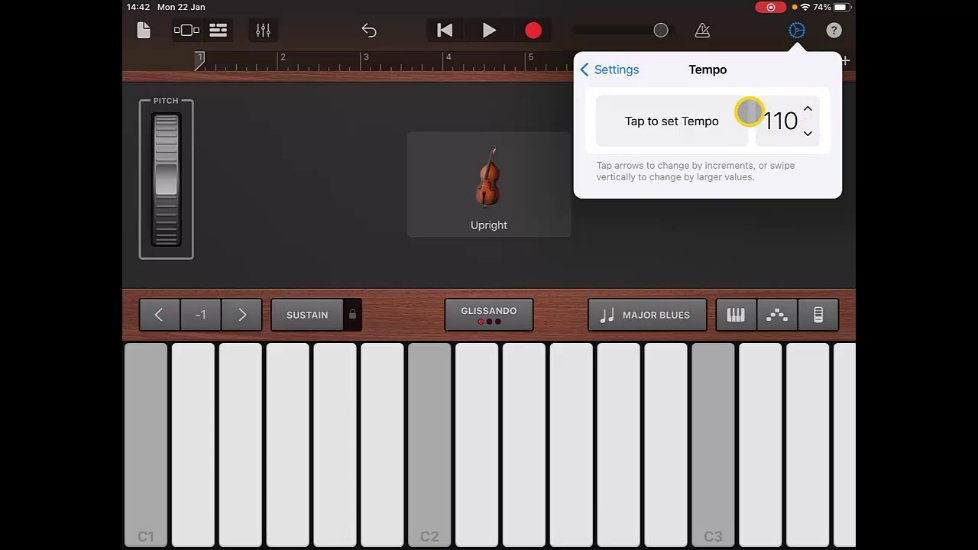 14:42 Mon 22 Jan
74%
?
1 2 3 4 5
Settings
Tempo
Tap to set Tempo
110
Tap arrows to change by increments, or swipe
vertically to change by larger values.
PITCH
Upright
-1
SUSTAIN
GLISSANDO
MAJOR BLUES
C1
C2
C3